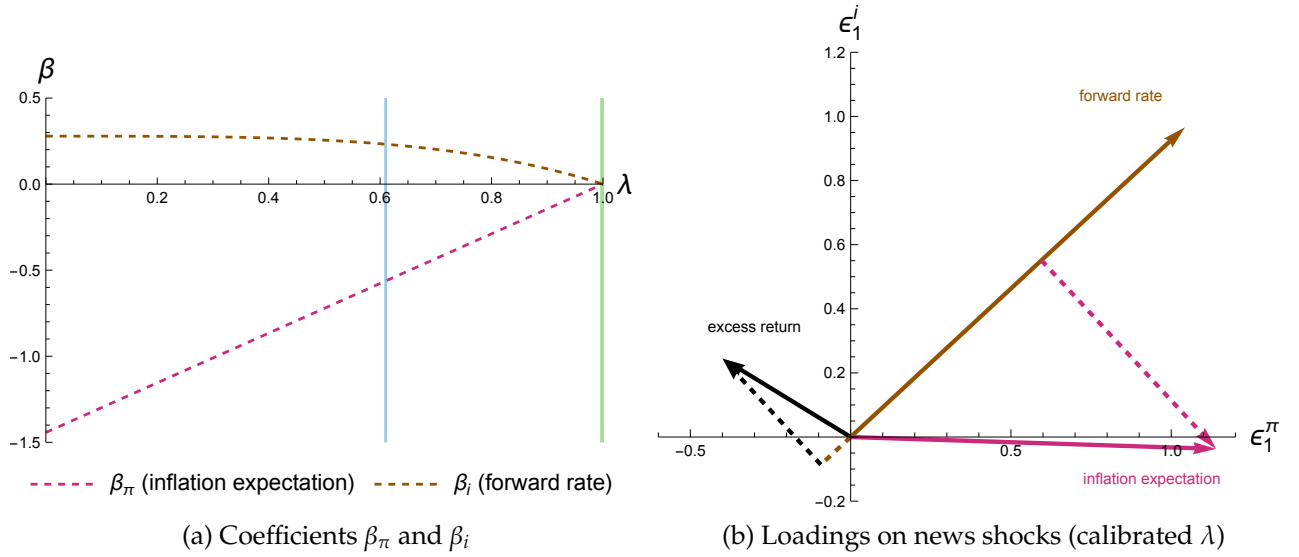 β
0.5
0.0
−0.5
−1.0
−1.5
0.2
0.4
0.6
0.8
1.0
λ
β_π (inflation expectation)
β_i (forward rate)
(a) Coefficients β_π and β_i
ϵ_1^i
1.2
1.0
0.8
0.6
0.4
0.2
−0.2
−0.5
0.5
1.0
ϵ_1^π
forward rate
excess return
inflation expectation
(b) Loadings on news shocks (calibrated λ)